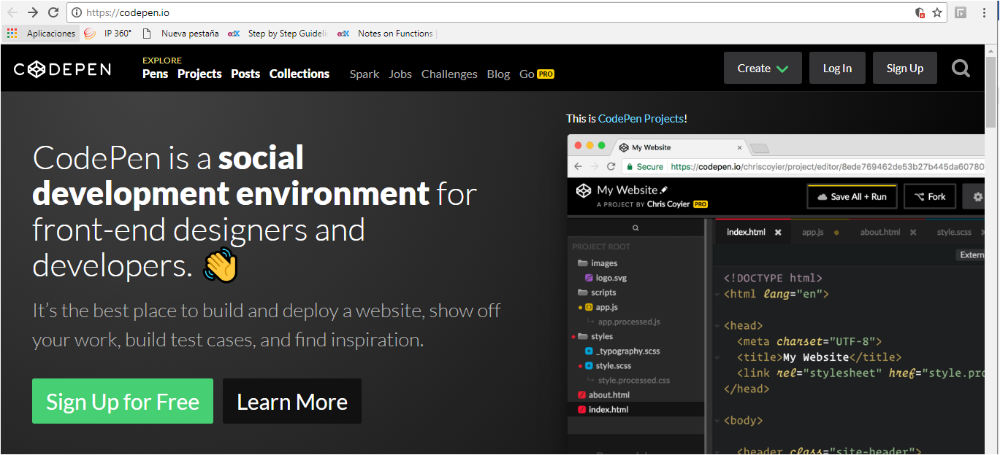 https://codepen.io
Aplicaciones IP 360° Nueva pestaña edX Step by Step Guideli edX Notes on Functions
CODEPEN
EXPLORE
Pens Projects Posts Collections Spark Jobs Challenges Blog Go PRO
Create Log In Sign Up
This is CodePen Projects!
CodePen is a social
development environment for
front-end designers and
developers.
It's the best place to build and deploy a website, show off
your work, build test cases, and find inspiration.
Sign Up for Free Learn More
My Website
Secure https://codepen.io/chriscoyier/project/editor/8ede769462de53b27b445da60780
My Website
A PROJECT BY Chris Coyier PRO
Save All + Run Fork
index.html app.js about.html style.scss
PROJECT ROOT
images
logo.svg
scripts
app.js
app.processed.js
styles
_typography.scss
style.scss
style.processed.css
about.html
index.html
Extern
<!DOCTYPE html>
<html lang="en">
<head>
<meta charset="UTF-8">
<title>My Website</title>
<link rel="stylesheet" href="style.pro
</head>
<body>
<header class="site-header">